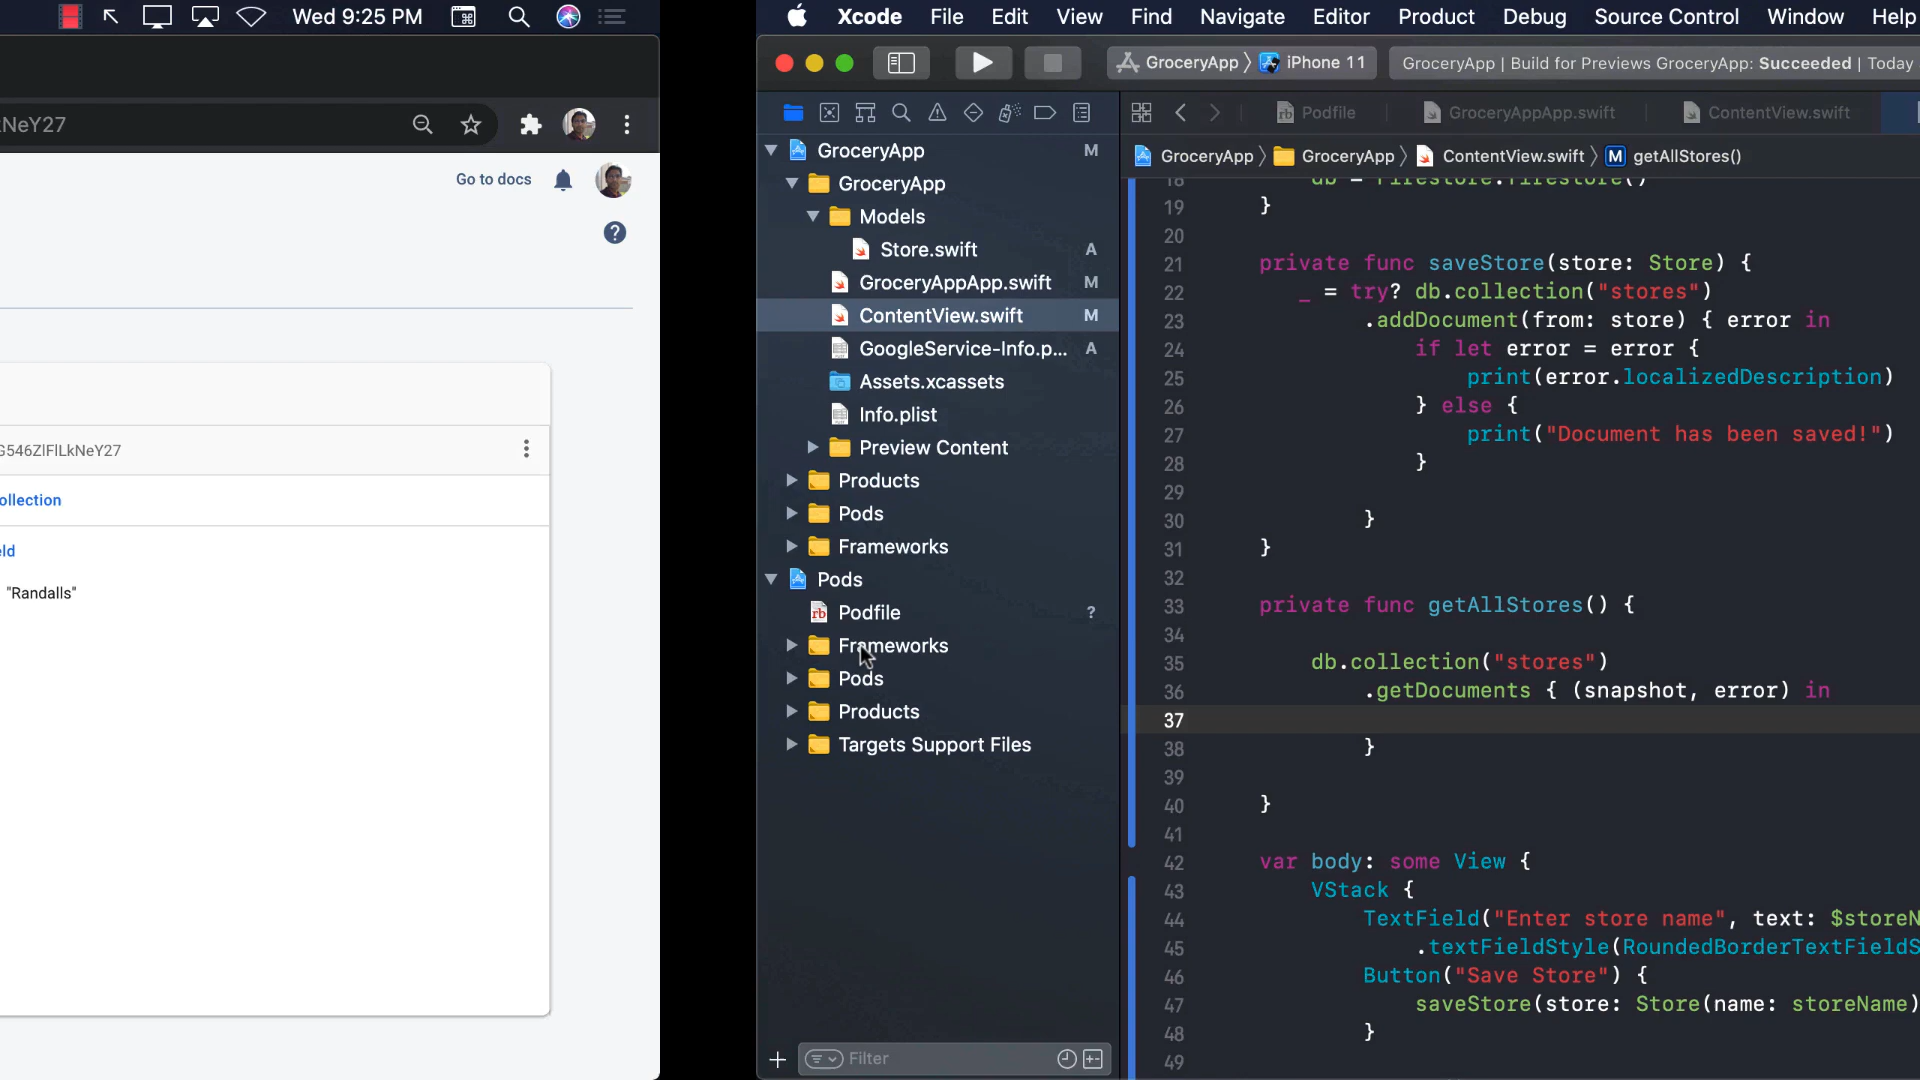 Wed 9:25 PM
Xcode File Edit View Find Navigate Editor Product Debug Source Control Window Help
GroceryApp 〉 iPhone 11
GroceryApp | Build for Previews GroceryApp: Succeeded | Today
NeY27
Go to docs
?
G546ZlFlLkNeY27
ollection
eld
"Randalls"
Podfile GroceryAppApp.swift ContentView.swift
GroceryApp 〉 GroceryApp 〉 ContentView.swift 〉 M getAllStores()
GroceryApp M
GroceryApp
Models
Store.swift A
GroceryAppApp.swift M
ContentView.swift M
GoogleService-Info.p... A
Assets.xcassets
Info.plist
Preview Content
Products
Pods
Frameworks
Pods
rb Podfile ?
Frameworks
Pods
Products
Targets Support Files
+ Filter
18 db = Firestore.firestore()
19 }
20
21 private func saveStore(store: Store) {
22 _ = try? db.collection("stores")
23 .addDocument(from: store) { error in
24 if let error = error {
25 print(error.localizedDescription)
26 } else {
27 print("Document has been saved!")
28 }
29
30 }
31 }
32
33 private func getAllStores() {
34
35 db.collection("stores")
36 .getDocuments { (snapshot, error) in
37
38 }
39
40 }
41
42 var body: some View {
43 VStack {
44 TextField("Enter store name", text: $storeN
45 .textFieldStyle(RoundedBorderTextFieldS
46 Button("Save Store") {
47 saveStore(store: Store(name: storeName)
48 }
49